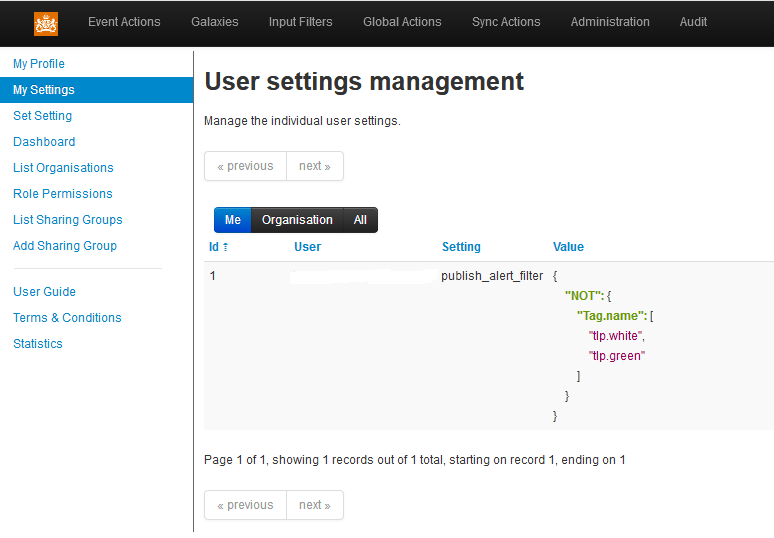 Event Actions Galaxies Input Filters Global Actions Sync Actions Administration Audit
My Profile
My Settings
Set Setting
Dashboard
List Organisations
Role Permissions
List Sharing Groups
Add Sharing Group
User Guide
Terms & Conditions
Statistics
User settings management
Manage the individual user settings.
« previous next »
Me Organisation All
Id User Setting Value
1 publish_alert_filter {
"NOT": {
"Tag.name": [
"tlp.white",
"tlp.green"
]
}
}
Page 1 of 1, showing 1 records out of 1 total, starting on record 1, ending on 1
« previous next »